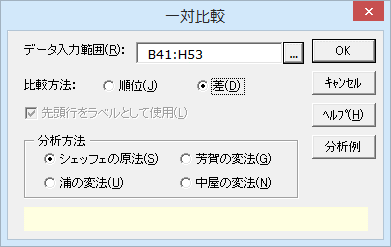 一対比較
データ入力範囲(R): B41:H53 ... OK
比較方法: 順位(J) 差(D) キャンセル
先頭行をラベルとして使用(L) ヘルプ(H)
分析方法 分析例
シェッフェの原法(S) 芳賀の変法(G)
浦の変法(U) 中屋の変法(N)